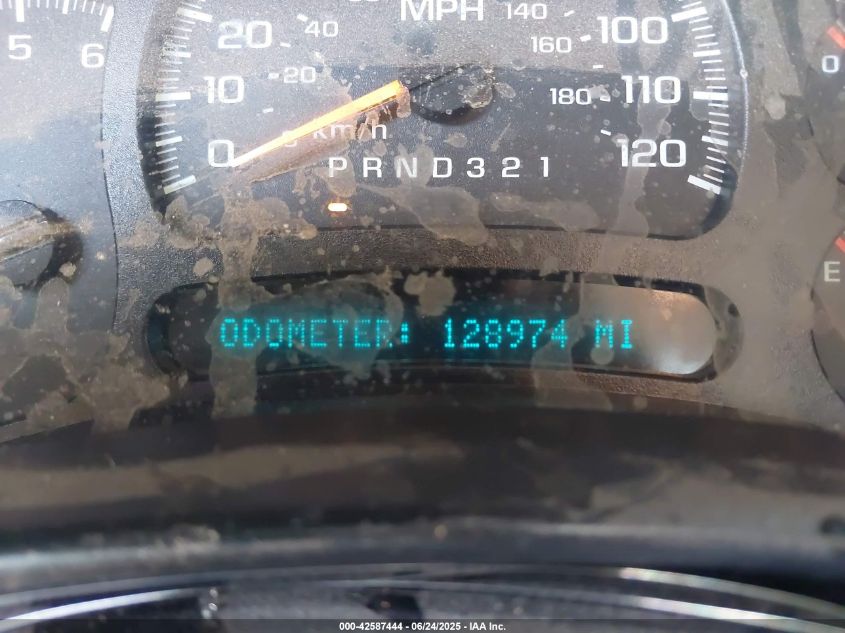 5 6
MPH
20 40 140 100
160
10 20 180 110
0 km/h 120
PRND321
0
E
ODOMETER: 128974 MI
000-42587444 - 06/24/2025 - IAA Inc.